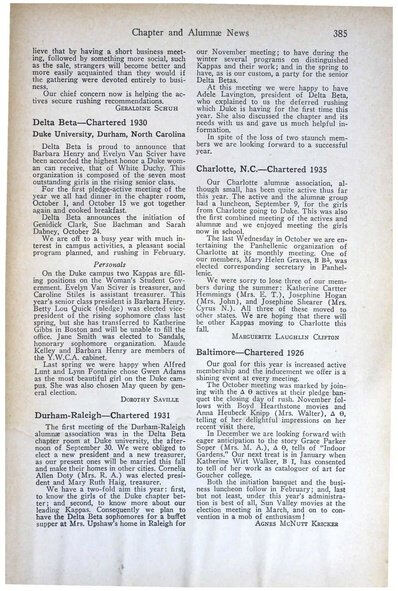 Chapter and Alumnæ News 385
lieve that by having a short business meet-
ing, followed by something more social, such
as the sale, strangers will become better and
more easily acquainted than they would if
the gathering were devoted entirely to busi-
ness.
Our chief concern now is helping the ac-
tives secure rushing recommendations.
GERALDINE SCHUH
Delta Beta—Chartered 1930
Duke University, Durham, North Carolina
Delta Beta is proud to announce that
Barbara Henry and Evelyn Van Sciver have
been accorded the highest honor a Duke wom-
an can receive, that of White Duchy. This
organization is composed of the seven most
outstanding girls in the rising senior class.
For the first pledge-active meeting of the
year we all had dinner in the chapter room,
October 1, and October 15 we got together
again and cooked breakfast.
Delta Beta announces the initiation of
Genidick Clark, Sue Bachman and Sarah
Dabney, October 24.
We are off to a busy year with much in-
terest in campus activities, a pleasant social
program planned, and rushing in February.
Personals
On the Duke campus two Kappas are fill-
ing positions on the Woman's Student Gov-
ernment. Evelyn Van Sciver is treasurer, and
Caroline Stiles is assistant treasurer. This
year's senior class president is Barbara Henry.
Betty Lou Quick (pledge) was elected vice-
president of the rising sophomore class last
spring, but she has transferred to Katherine
Gibbs in Boston and will be unable to fill the
office. Jane Smith was elected to Sandals,
honorary sophomore organization. Maude
Kelley and Barbara Henry are members of
the Y.W.C.A. cabinet.
Last spring we were happy when Alfred
Lunt and Lynn Fontaine chose Gwen Adams
as the most beautiful girl on the Duke cam-
pus. She was also chosen May queen by gen-
eral election.
DOROTHY SAVILLE
Durham-Raleigh—Chartered 1931
The first meeting of the Durham-Raleigh
alumnæ association was in the Delta Beta
chapter room at Duke university, the after-
noon of September 30. We were obliged to
elect a new president and a new treasurer,
as our present ones will be married this fall
and make their homes in other cities. Cornelia
Allen Doty (Mrs. R. A.) was elected presi-
dent and Mary Ruth Haig, treasurer.
We have a two-fold aim this year: first,
to know the girls of the Duke chapter bet-
ter; and second, to know more about our
leading Kappas. Consequently we plan to
have the Delta Beta sophomores for a buffet
supper at Mrs. Upshaw's home in Raleigh for
our November meeting; to have during the
winter several programs on distinguished
Kappas and their work; and in the spring to
have, as is our custom, a party for the senior
Delta Betas.
At this meeting we were happy to have
Adele Lavington, president of Delta Beta,
who explained to us the deferred rushing
which Duke is having for the first time this
year. She also discussed the chapter and its
needs with us and gave us much helpful in-
formation.
In spite of the loss of two staunch mem-
bers we are looking forward to a successful
year.
Charlotte, N.C.—Chartered 1935
Our Charlotte alumnæ association, al-
though small, has been quite active thus far
this year. The active and the alumnæ group
had a luncheon, September 9, for the girls
from Charlotte going to Duke. This was also
the first combined meeting of the actives and
alumnæ and we enjoyed meeting the girls
now in school.
The last Wednesday in October we are en-
tertaining the Panhellenic organization of
Charlotte at its monthly meeting. One of
our members, Mary Helen Graves, B BΔ, was
elected corresponding secretary in Panhel-
lenic.
We were sorry to lose three of our mem-
bers during the summer: Katherine Cartter
Hemmings (Mrs. E. T.), Josephine Hogan
(Mrs. John), and Josephine Shearer (Mrs.
Cyrus N.). All three of these moved to
other states. We are hoping that there will
be other Kappas moving to Charlotte this
fall.
MARGUERITE LAUGHLIN CLIFTON
Baltimore—Chartered 1926
Our goal for this year is increased active
membership and the inducement we offer is a
shining event at every meeting.
The October meeting was marked by join-
ing with the Δ Θ actives at their pledge ban-
quet the closing day of rush. November fol-
lows with Boyd Hearthstone movies and
Anna Heubeck Knipp (Mrs. Walter), Δ Θ,
telling of her delightful impressions on her
recent visit there.
In December we are looking forward with
eager anticipation to the story Grace Parker
Soper (Mrs. M. A.), Δ Θ, tells of "Indoor
Gardens." Our next treat is in January when
Katherine Wirt Walker, B I, has consented
to tell of her work as cataloguer of art for
Goucher college.
Both the initiation banquet and the busi-
ness luncheon follow in February; and, last
but not least, under this year's administra-
tion is best of all, Sun Valley movies at the
election meeting in March, and on to con-
vention in a mob of enthusiasm!
AGNES MCNUTT KRICKER